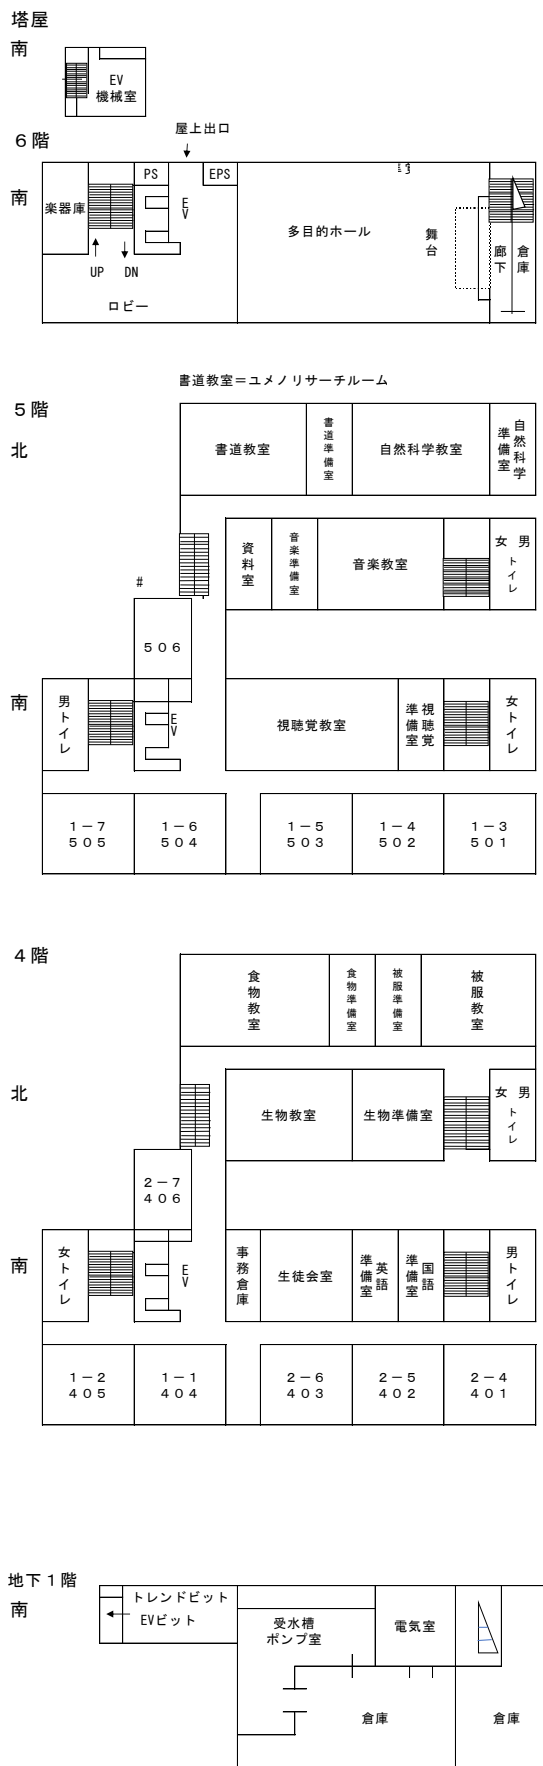 塔屋
南
EV
機械室
屋上出口
６階
南
楽器庫
PS
EPS
EV
多目的ホール
舞台
廊下
倉庫
UP
DN
ロビー
書道教室＝ユメノリサーチルーム
５階
北
書道教室
書道準備室
自然科学教室
自然科学準備室
資料室
音楽準備室
音楽教室
女 男
トイレ
#
５０６
南
男トイレ
EV
視聴覚教室
視聴覚準備室
女トイレ
１－７
５０５
１－６
５０４
１－５
５０３
１－４
５０２
１－３
５０１
４階
食物教室
食物準備室
被服準備室
被服教室
北
生物教室
生物準備室
女 男
トイレ
２－７
４０６
南
女トイレ
EV
事務倉庫
生徒会室
英語準備室
国語準備室
男トイレ
１－２
４０５
１－１
４０４
２－６
４０３
２－５
４０２
２－４
４０１
地下１階
南
トレンドピット
EVピット
受水槽
ポンプ室
電気室
倉庫
倉庫